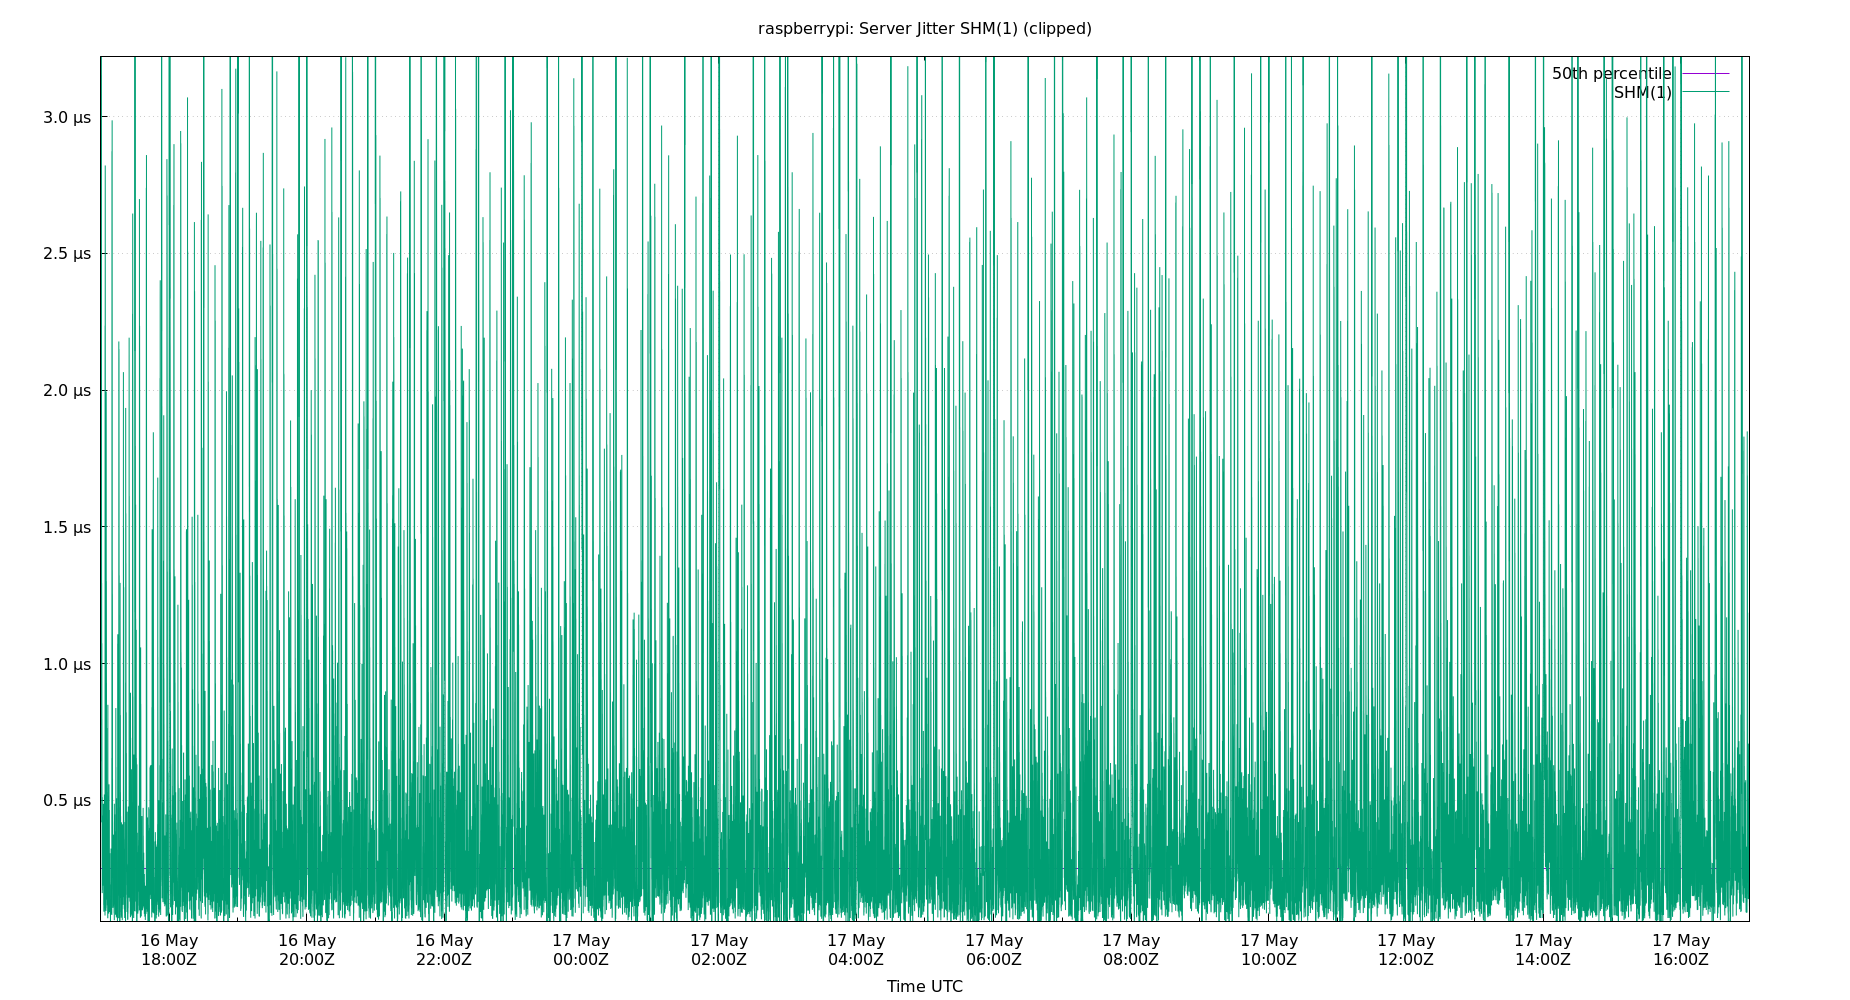 raspberrypi: Server Jitter SHM(1) (clipped)
50th percentile
SHM(1)
3.0 µs
2.5 µs
2.0 µs
1.5 µs
1.0 µs
0.5 µs
16 May 16 May 16 May 17 May 17 May 17 May 17 May 17 May 17 May 17 May 17 May 17 May
18:00Z 20:00Z 22:00Z 00:00Z 02:00Z 04:00Z 06:00Z 08:00Z 10:00Z 12:00Z 14:00Z 16:00Z
Time UTC